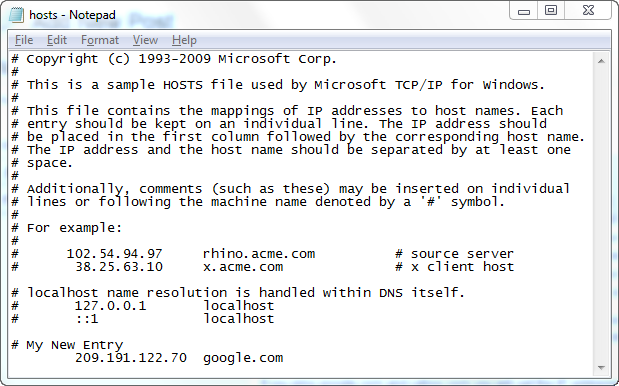 Add New Post
hosts - Notepad
File Edit Format View Help
# Copyright (c) 1993-2009 Microsoft Corp.
#
# This is a sample HOSTS file used by Microsoft TCP/IP for Windows.
#
# This file contains the mappings of IP addresses to host names. Each
# entry should be kept on an individual line. The IP address should
# be placed in the first column followed by the corresponding host name.
# The IP address and the host name should be separated by at least one
# space.
#
# Additionally, comments (such as these) may be inserted on individual
# lines or following the machine name denoted by a '#' symbol.
#
# For example:
#
#      102.54.94.97     rhino.acme.com          # source server
#       38.25.63.10     x.acme.com              # x client host

# localhost name resolution is handled within DNS itself.
#       127.0.0.1       localhost
#       ::1             localhost

# My New Entry
        209.191.122.70  google.com